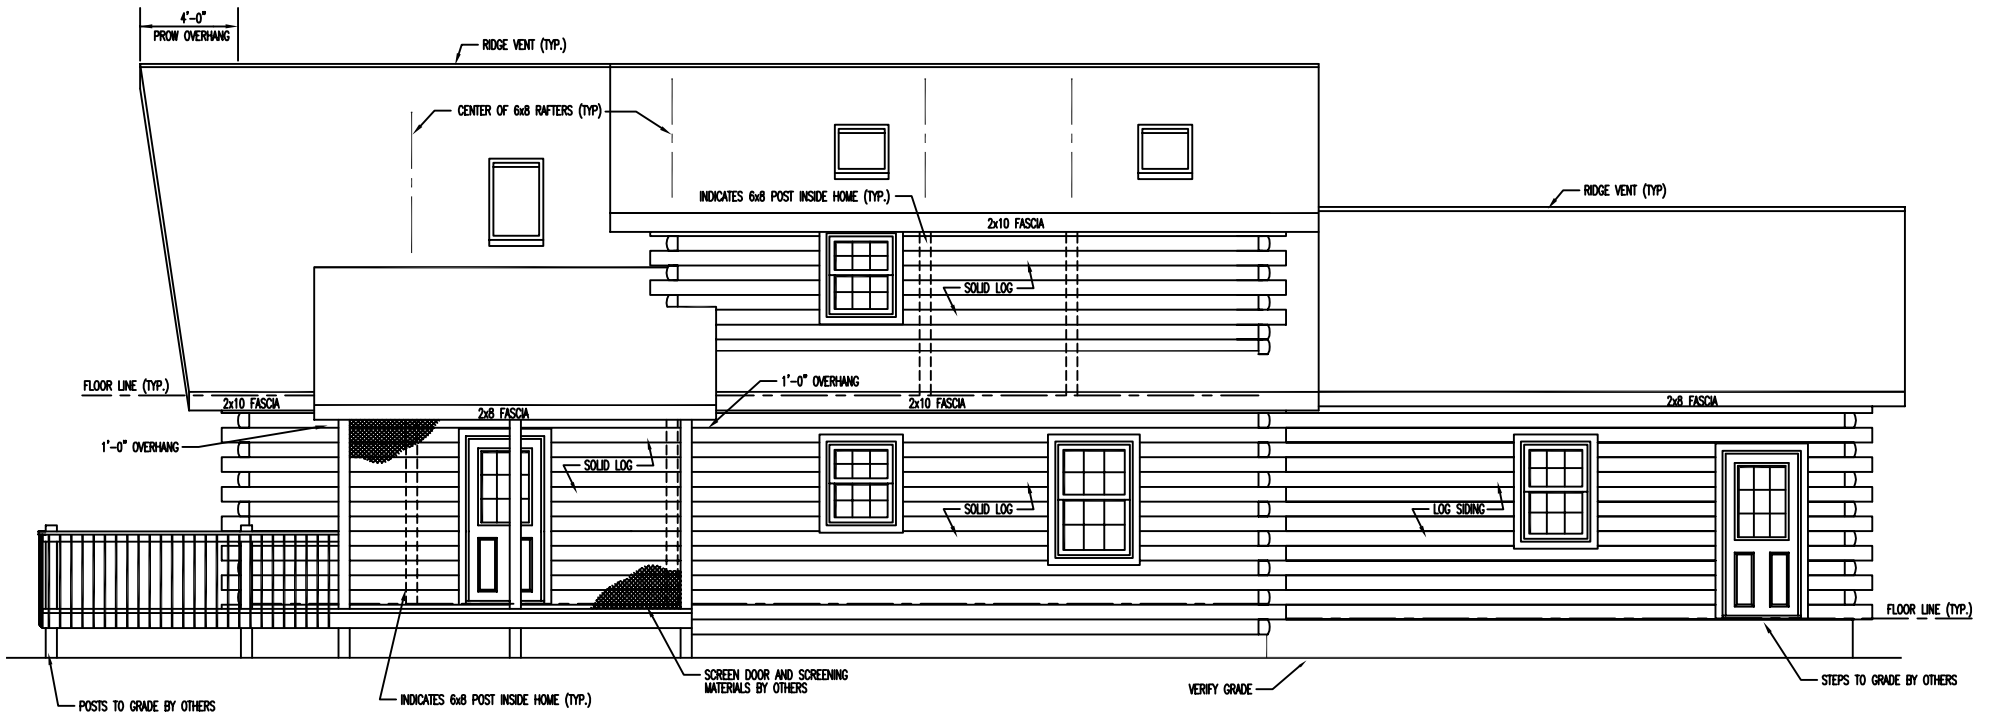 4'-0"
PROW OVERHANG
RIDGE VENT (TYP.)
CENTER OF 6x8 RAFTERS (TYP)
INDICATES 6x8 POST INSIDE HOME (TYP.)
RIDGE VENT (TYP)
2x10 FASCIA
SOLID LOG
FLOOR LINE (TYP.)
1'-0" OVERHANG
2x10 FASCIA
2x8 FASCIA
2x10 FASCIA
2x8 FASCIA
1'-0" OVERHANG
SOLID LOG
SOLID LOG
LOG SIDING
FLOOR LINE (TYP.)
SCREEN DOOR AND SCREENING
MATERIALS BY OTHERS
VERIFY GRADE
STEPS TO GRADE BY OTHERS
INDICATES 6x8 POST INSIDE HOME (TYP.)
POSTS TO GRADE BY OTHERS